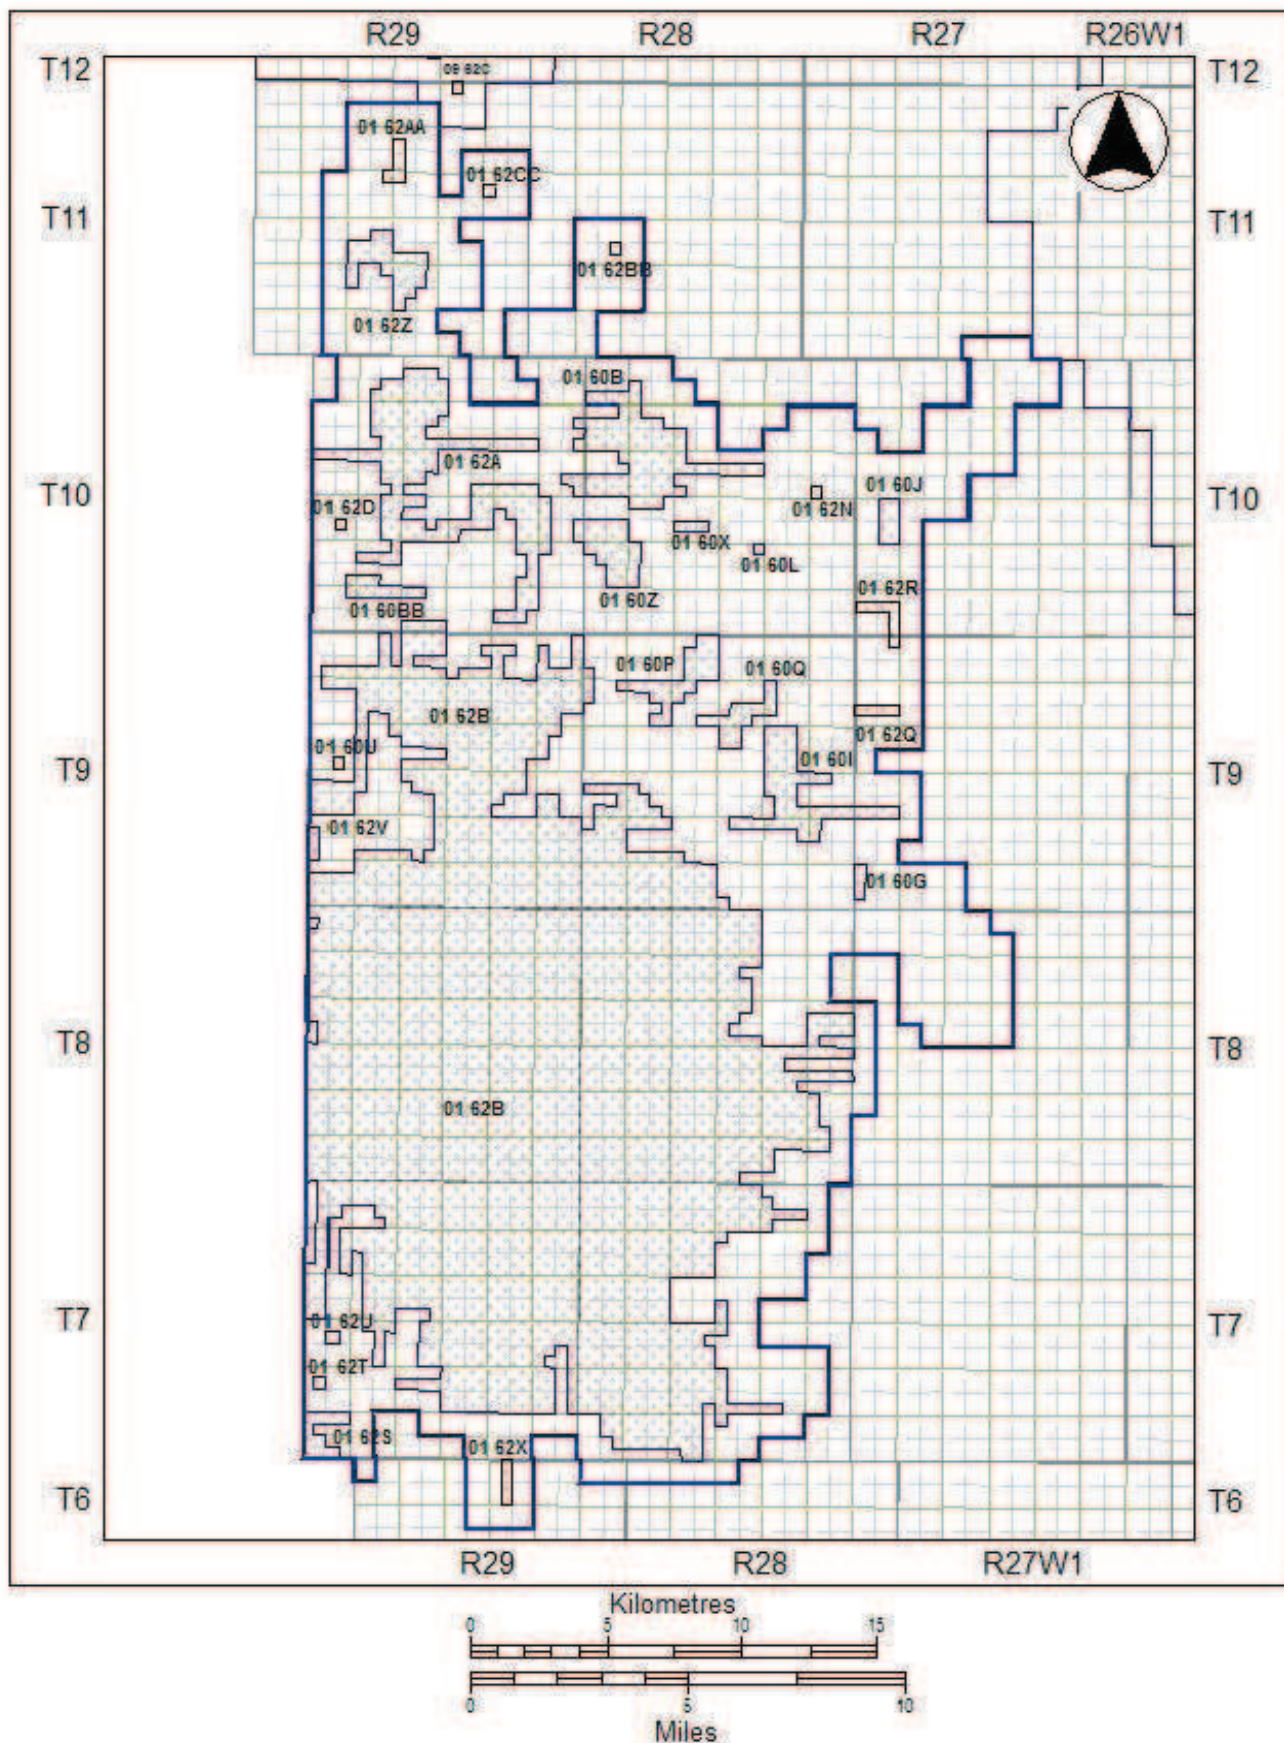 R29 R28 R27 R26W1
T12 T12
09 62C
01 62AA
01 62CC
T11 T11
01 62BB
01 62Z
01 60B
01 62A
01 60J
T10 01 62D 01 62N T10
01 60X
01 60L
01 62R
01 60BB 01 60Z
01 60P 01 60Q
01 62B
01 62Q
01 60U 01 60I
T9 T9
01 62V
01 60G
T8 T8
01 62B
T7 01 62U T7
01 62T
01 62S 01 62X
T6 T6
R29 R28 R27W1
Kilometres
0 5 10 15
0 5 10
Miles